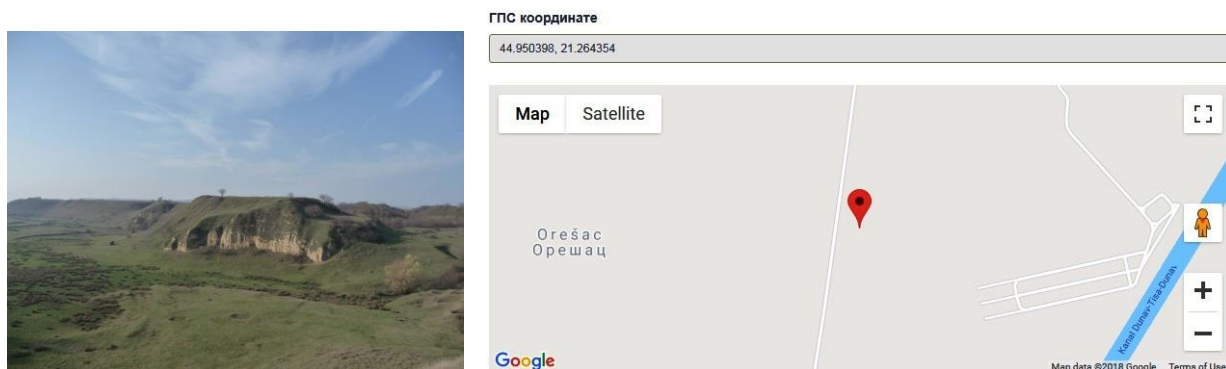 ГПС координате
44.950398, 21.264354
Map
Satellite
Orešac
Орешац
Kanal Dunav-Tisa-Dunav
Google
Map data ©2018 Google
Terms of Use